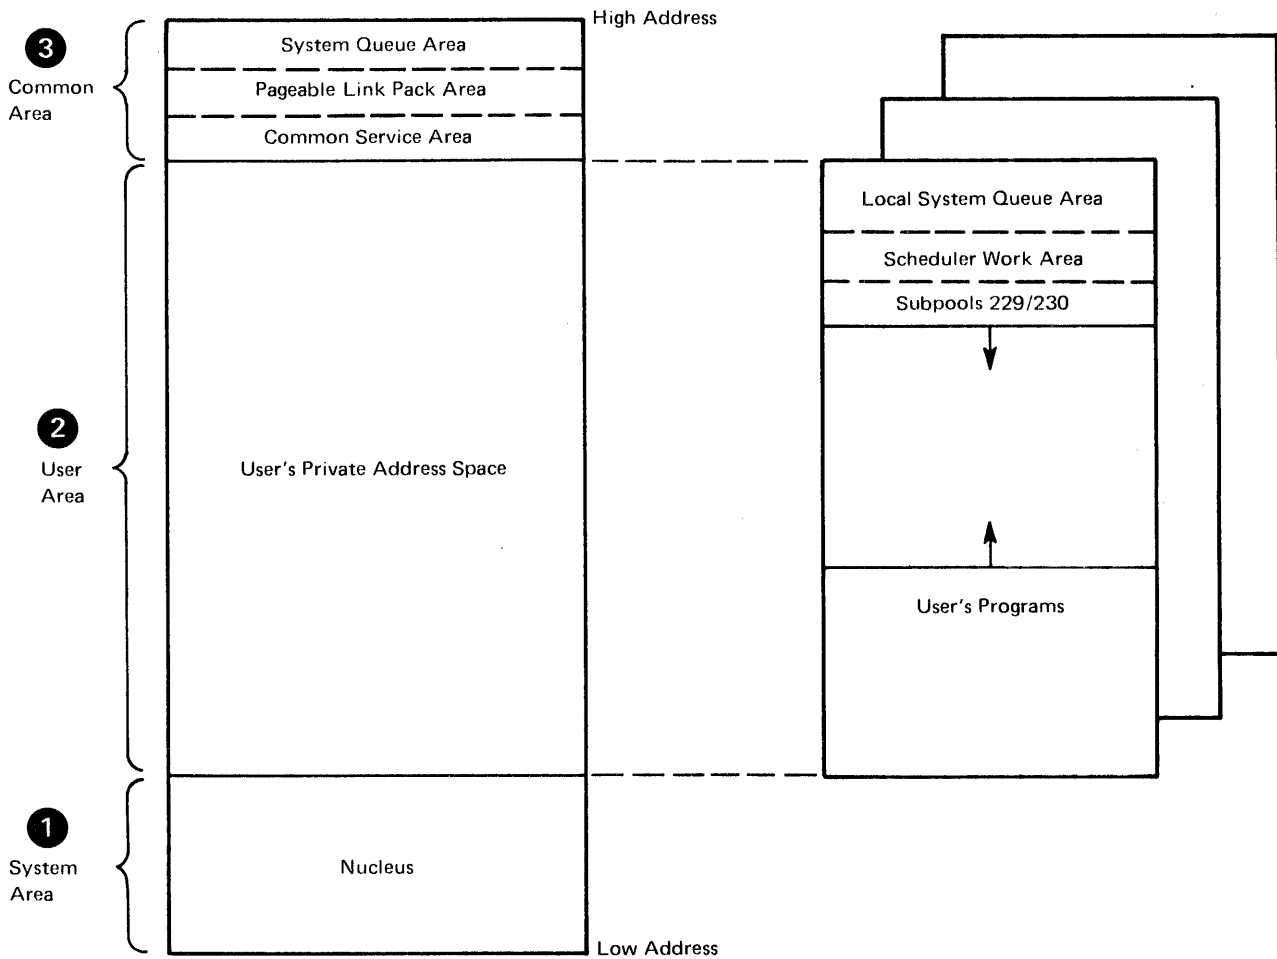 High Address
3
Common
Area
System Queue Area
Pageable Link Pack Area
Common Service Area
Local System Queue Area
Scheduler Work Area
Subpools 229/230
2
User
Area
User's Private Address Space
User's Programs
1
System
Area
Nucleus
Low Address